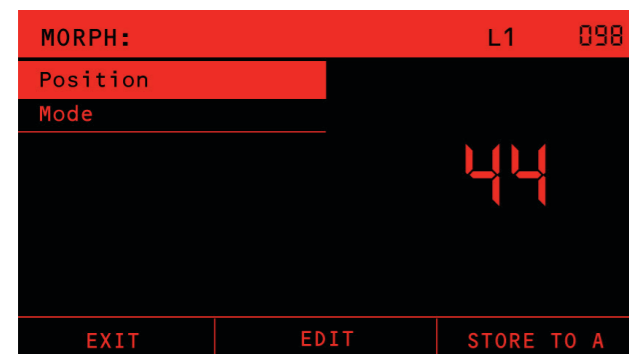 MORPH: L1 098
Position
Mode
44
EXIT EDIT STORE TO A